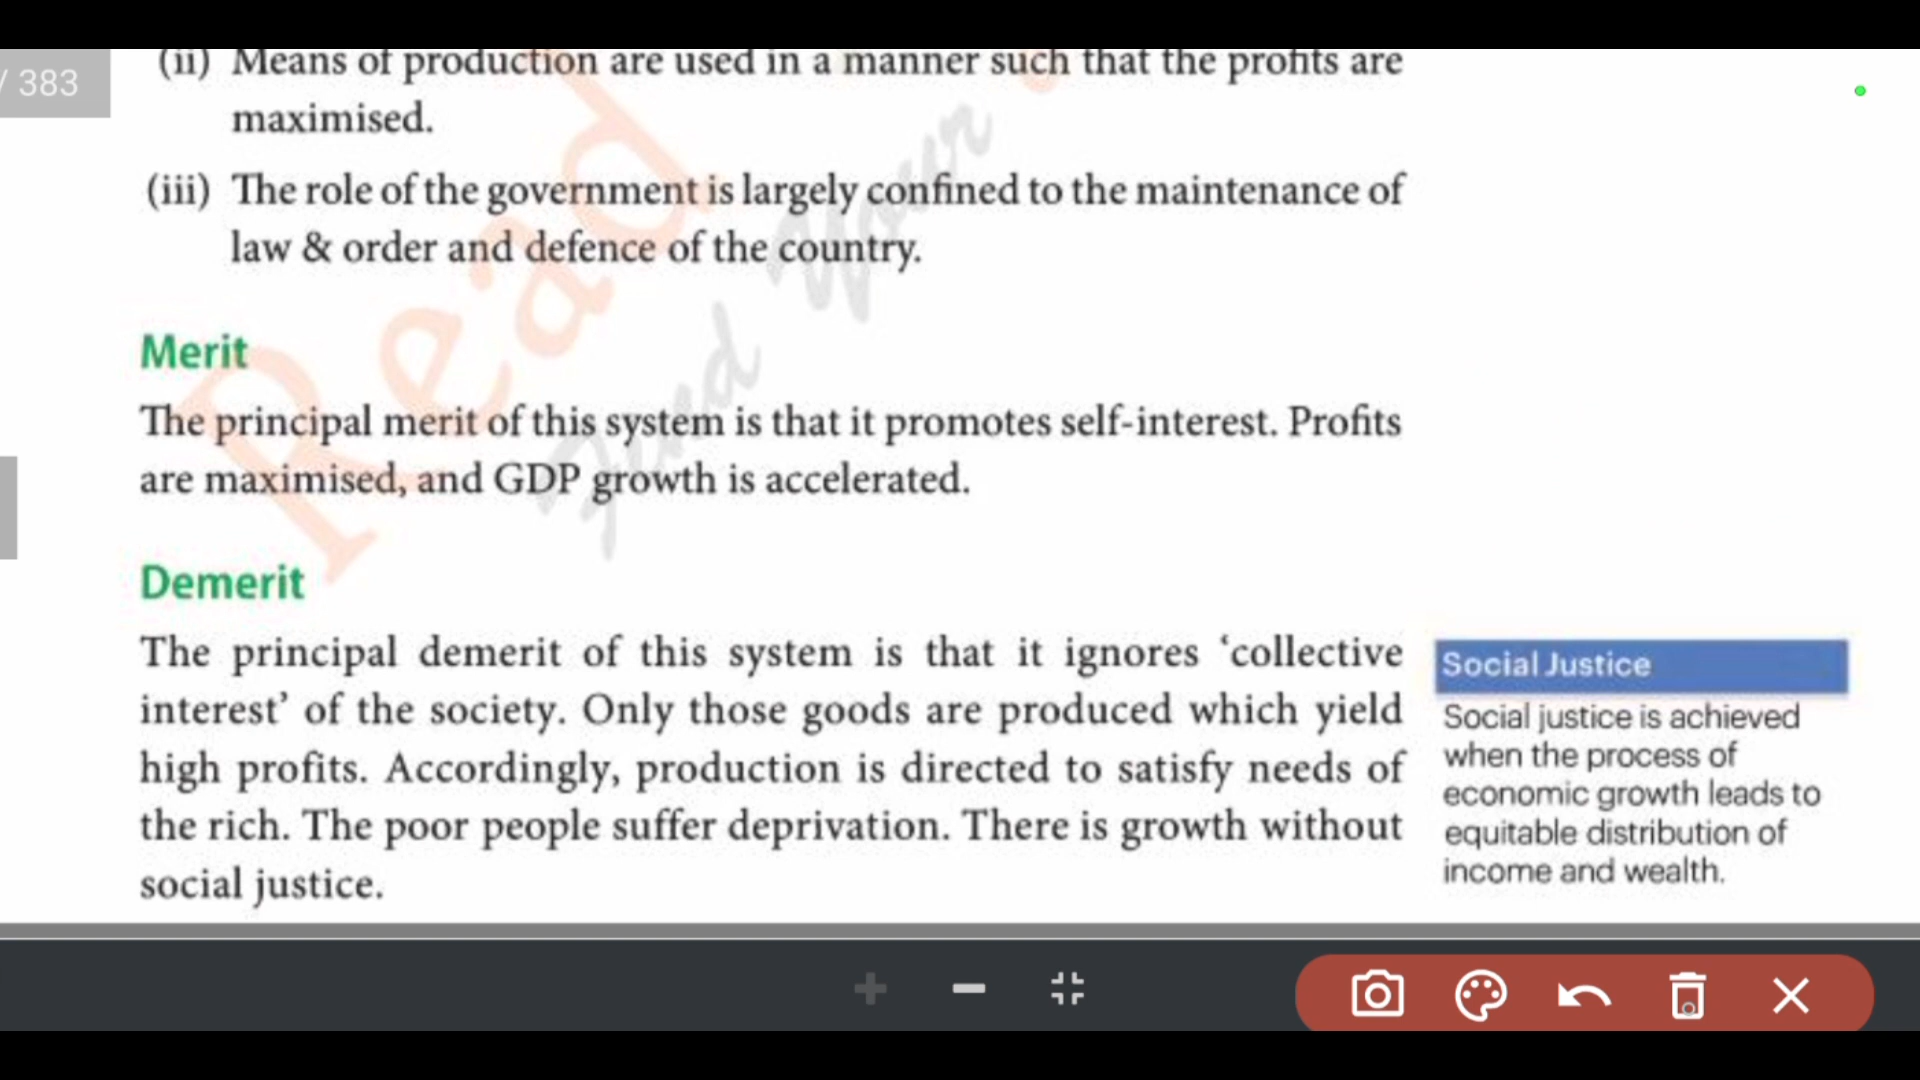 / 383
(ii) Means of production are used in a manner such that the profits are
maximised.
(iii) The role of the government is largely confined to the maintenance of
law & order and defence of the country.
Merit
The principal merit of this system is that it promotes self-interest. Profits
are maximised, and GDP growth is accelerated.
Demerit
The principal demerit of this system is that it ignores ‘collective
interest’ of the society. Only those goods are produced which yield
high profits. Accordingly, production is directed to satisfy needs of
the rich. The poor people suffer deprivation. There is growth without
social justice.
Social Justice
Social justice is achieved
when the process of
economic growth leads to
equitable distribution of
income and wealth.
Read
Find Your